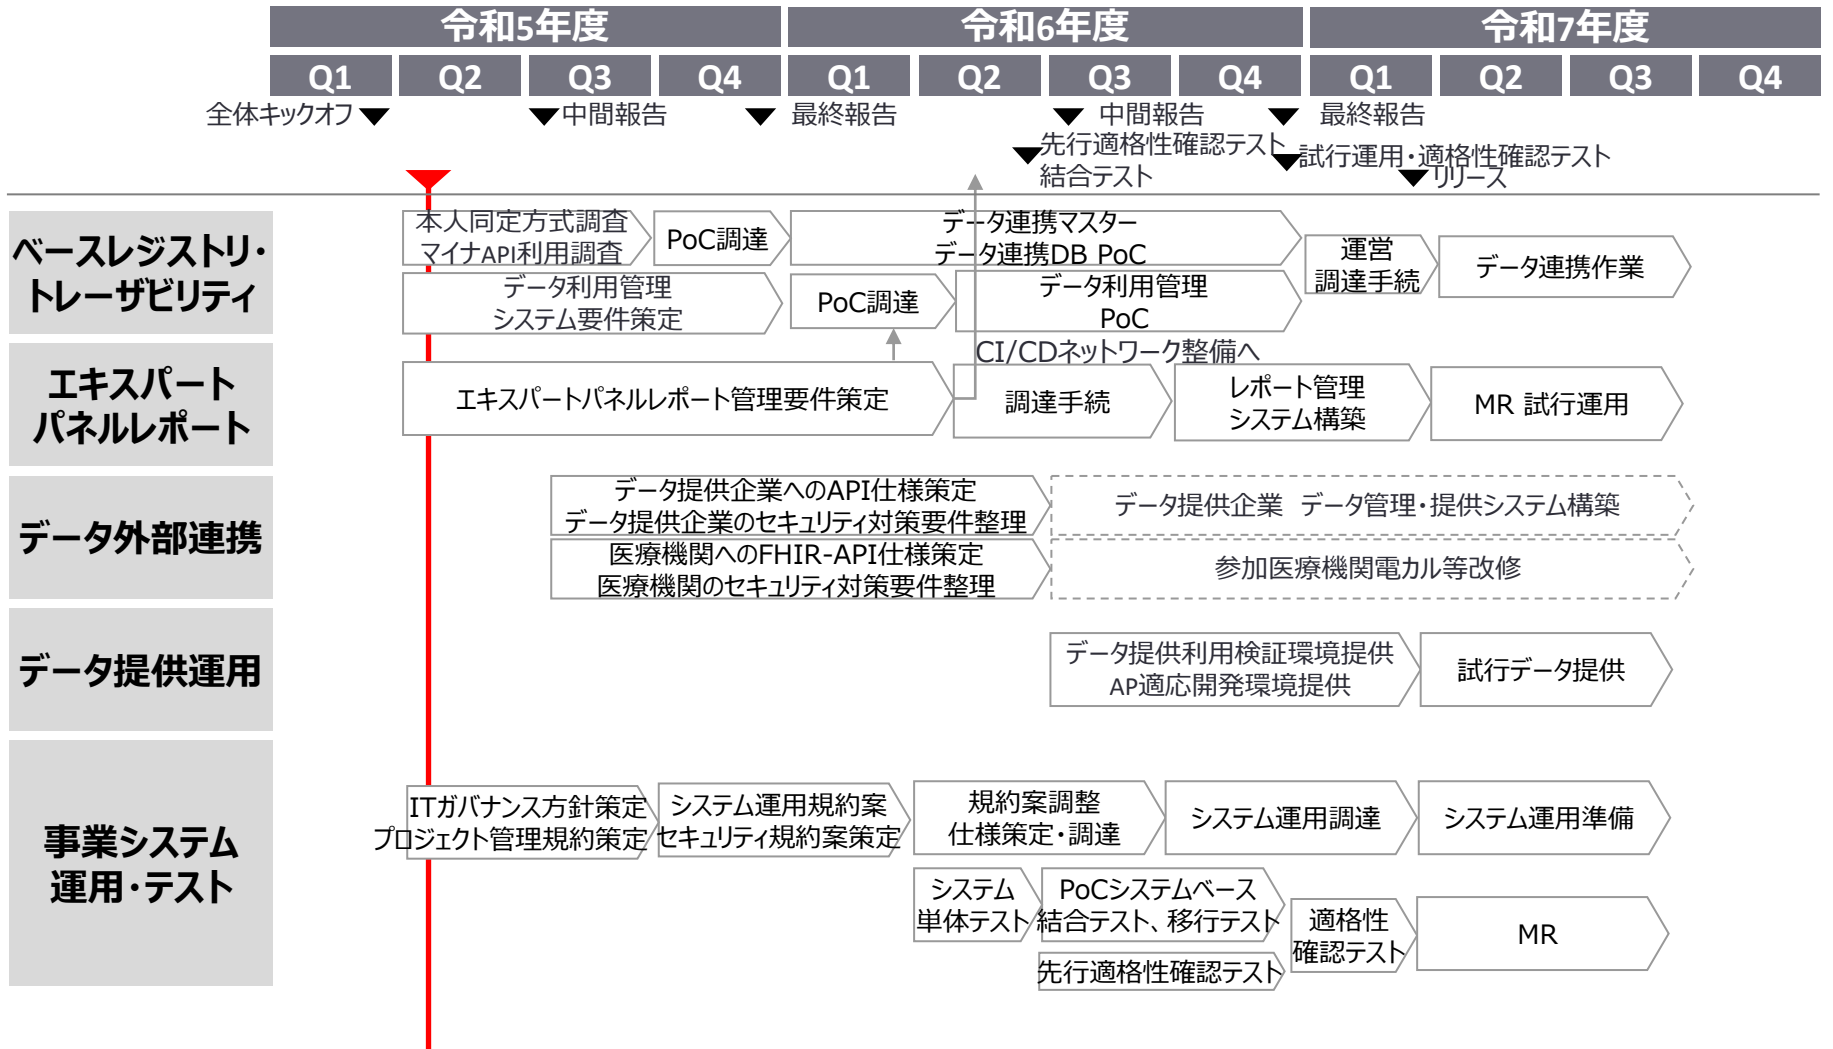 令和5年度
令和6年度
令和7年度
Q1
Q2
Q3
Q4
Q1
Q2
Q3
Q4
Q1
Q2
Q3
Q4
全体キックオフ
中間報告
最終報告
中間報告
最終報告
先行適格性確認テスト
結合テスト
試行運用・適格性確認テスト
リリース
ベースレジストリ・
トレーザビリティ
本人同定方式調査
マイナAPI利用調査
PoC調達
データ連携マスター
データ連携DB PoC
運営
調達手続
データ連携作業
データ利用管理
システム要件策定
PoC調達
データ利用管理
PoC
エキスパート
パネルレポート
CI/CDネットワーク整備へ
エキスパートパネルレポート管理要件策定
調達手続
レポート管理
システム構築
MR 試行運用
データ外部連携
データ提供企業へのAPI仕様策定
データ提供企業のセキュリティ対策要件整理
データ提供企業 データ管理・提供システム構築
医療機関へのFHIR-API仕様策定
医療機関のセキュリティ対策要件整理
参加医療機関電カル等改修
データ提供運用
データ提供利用検証環境提供
AP適応開発環境提供
試行データ提供
事業システム
運用・テスト
ITガバナンス方針策定
プロジェクト管理規約策定
システム運用規約案
セキュリティ規約案策定
規約案調整
仕様策定・調達
システム運用調達
システム運用準備
システム
単体テスト
PoCシステムベース
結合テスト、移行テスト
先行適格性確認テスト
適格性
確認テスト
MR